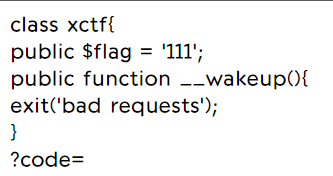 class xctf{
public $flag = '111';
public function __wakeup(){
exit('bad requests');
}
?code=